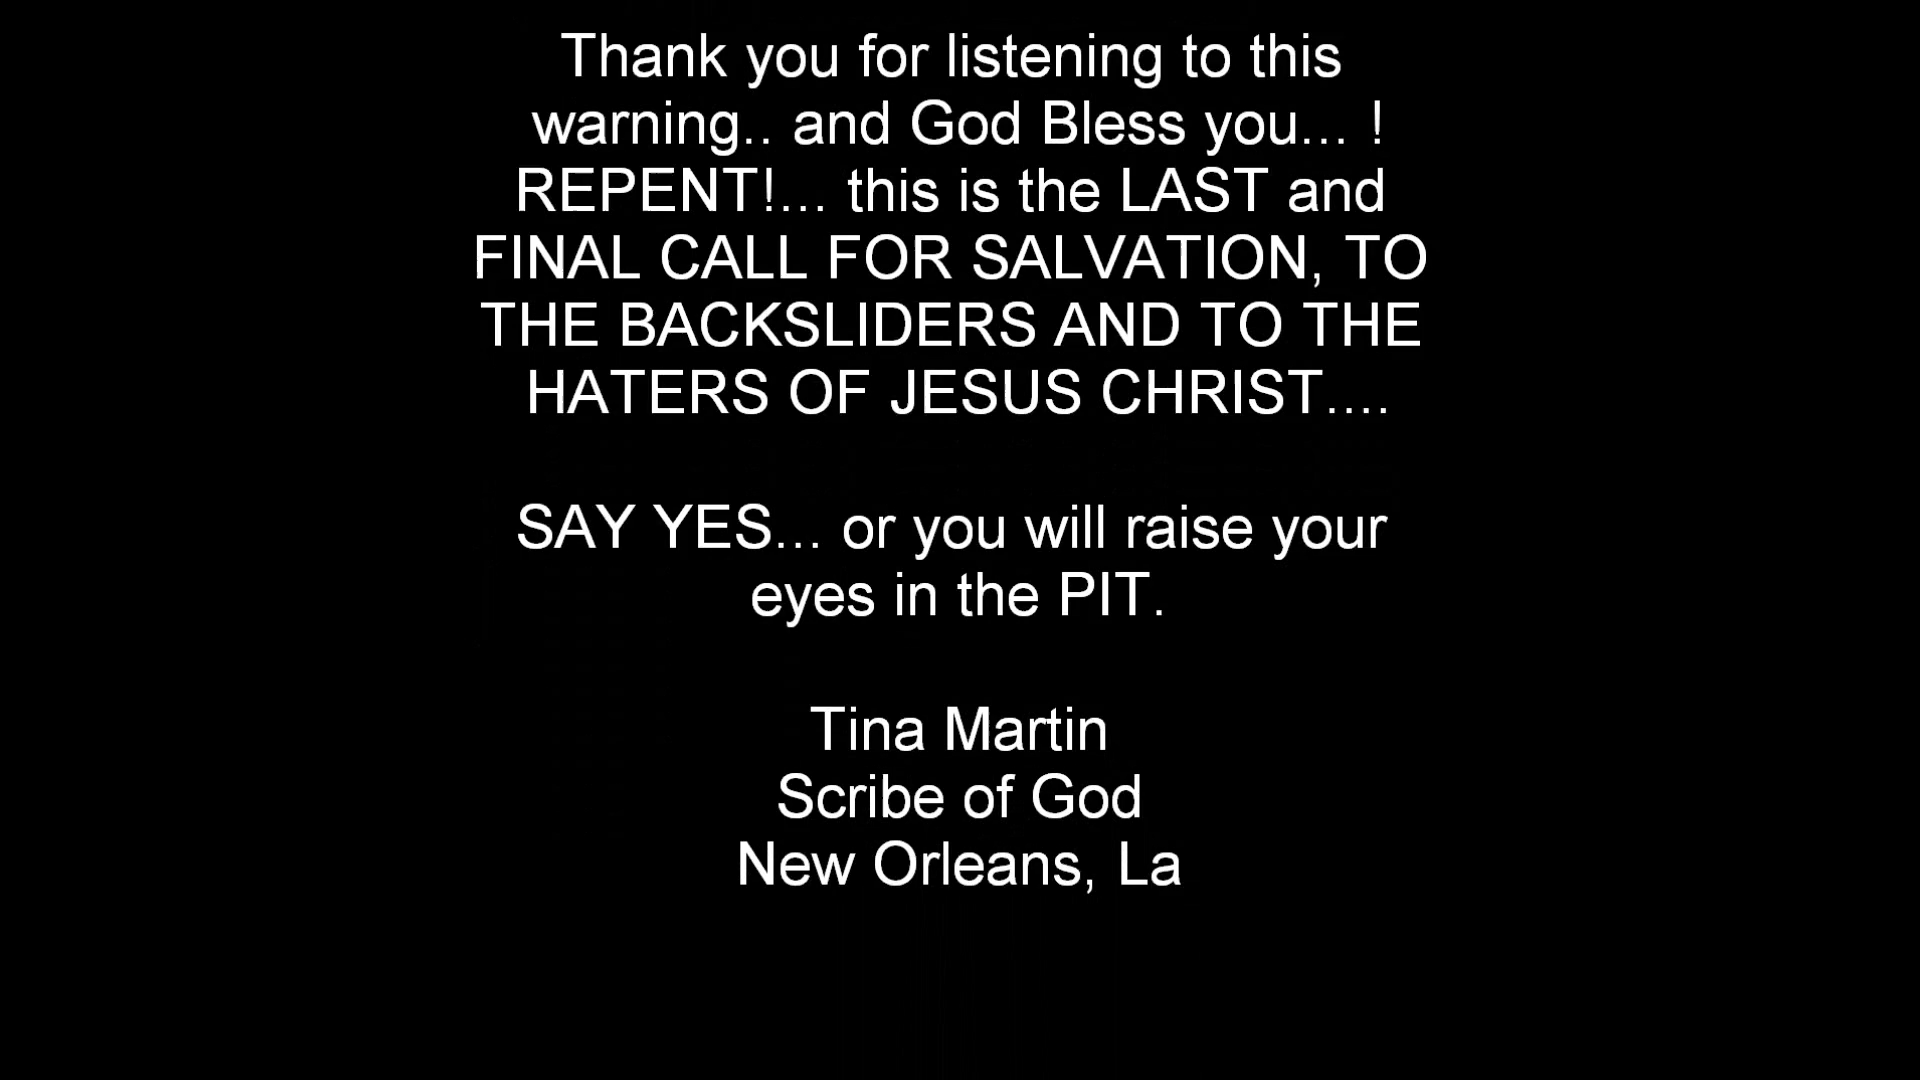 Thank you for listening to this
warning.. and God Bless you... !
REPENT!... this is the LAST and
FINAL CALL FOR SALVATION, TO
THE BACKSLIDERS AND TO THE
HATERS OF JESUS CHRIST....
SAY YES... or you will raise your
eyes in the PIT.
Tina Martin
Scribe of God
New Orleans, La